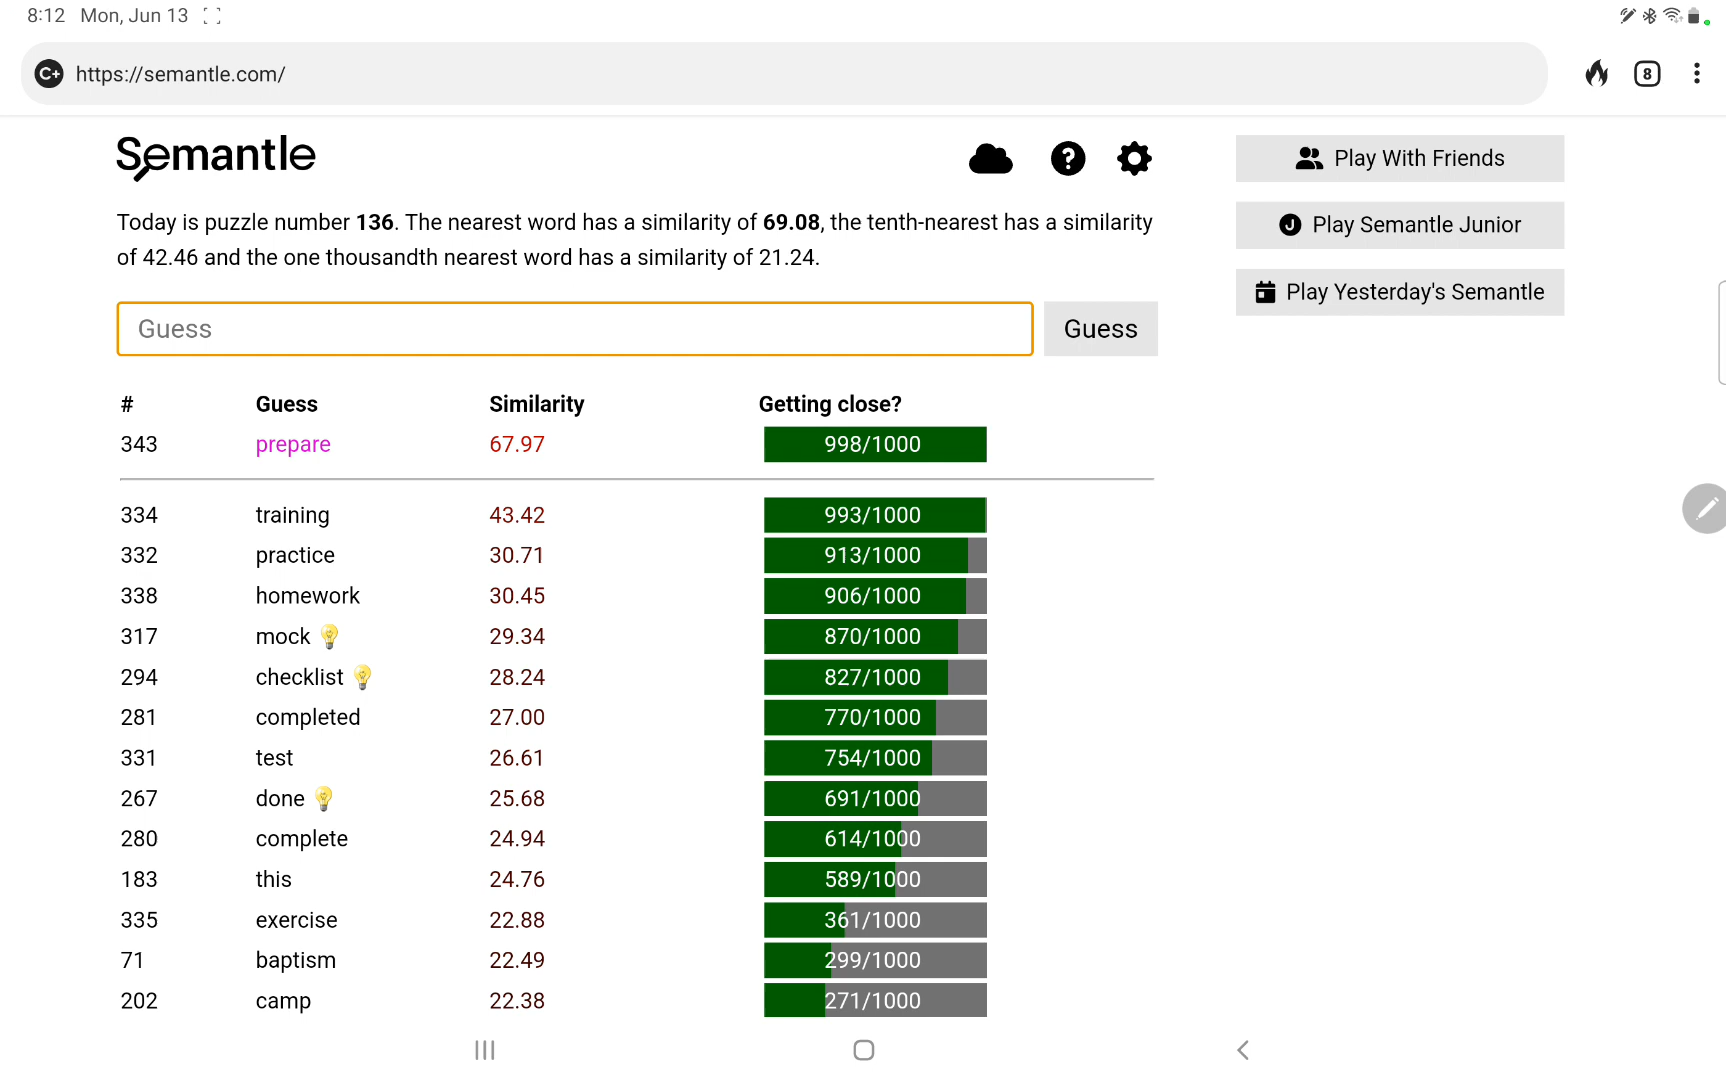 8:12 Mon, Jun 13
C+ https://semantle.com/
8
Semantle
Play With Friends
Today is puzzle number 136. The nearest word has a similarity of 69.08, the tenth-nearest has a similarity
of 42.46 and the one thousandth nearest word has a similarity of 21.24.
J Play Semantle Junior
Play Yesterday's Semantle
Guess Guess
# Guess Similarity Getting close?
343 prepare 67.97 998/1000
334 training 43.42 993/1000
332 practice 30.71 913/1000
338 homework 30.45 906/1000
317 mock 29.34 870/1000
294 checklist 28.24 827/1000
281 completed 27.00 770/1000
331 test 26.61 754/1000
267 done 25.68 691/1000
280 complete 24.94 614/1000
183 this 24.76 589/1000
335 exercise 22.88 361/1000
71 baptism 22.49 299/1000
202 camp 22.38 271/1000